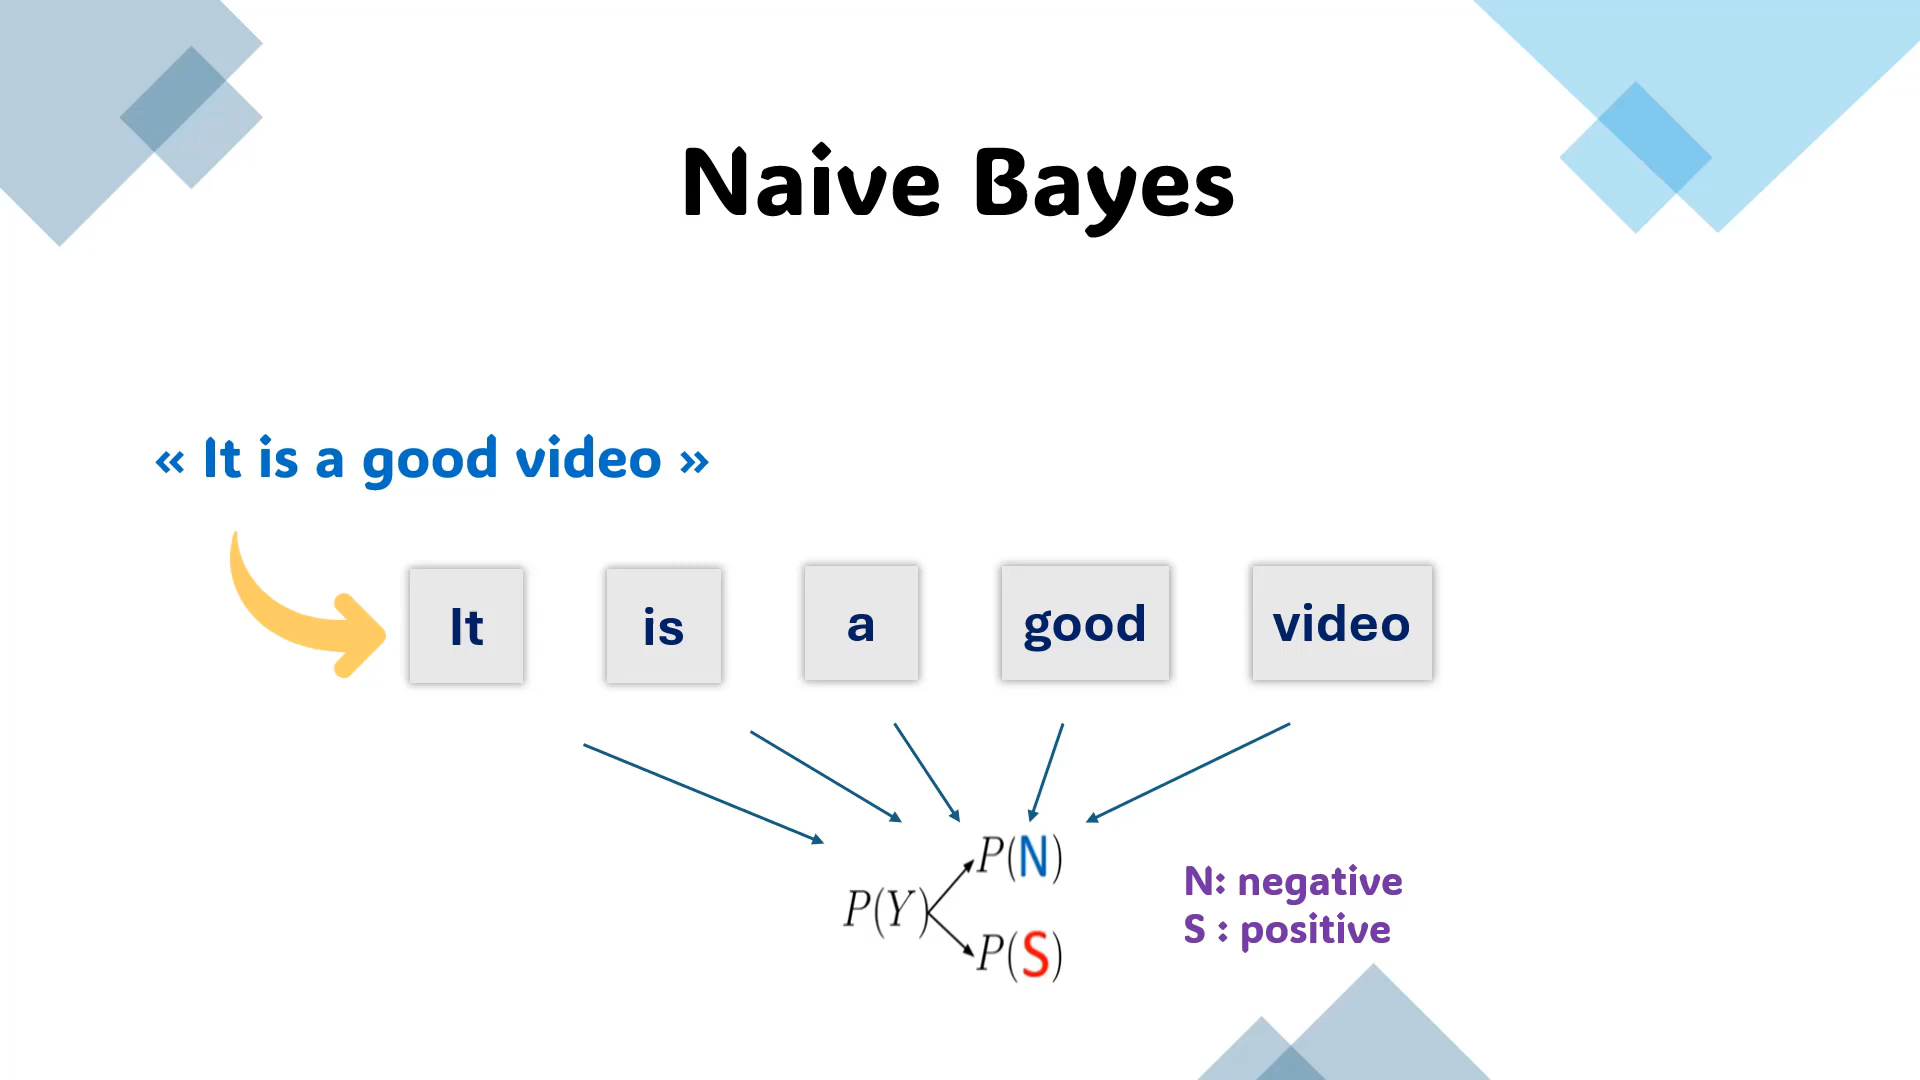 Naive Bayes
« It is a good video »
It is a good video
P(N)
P(Y)
P(S)
N: negative
S : positive